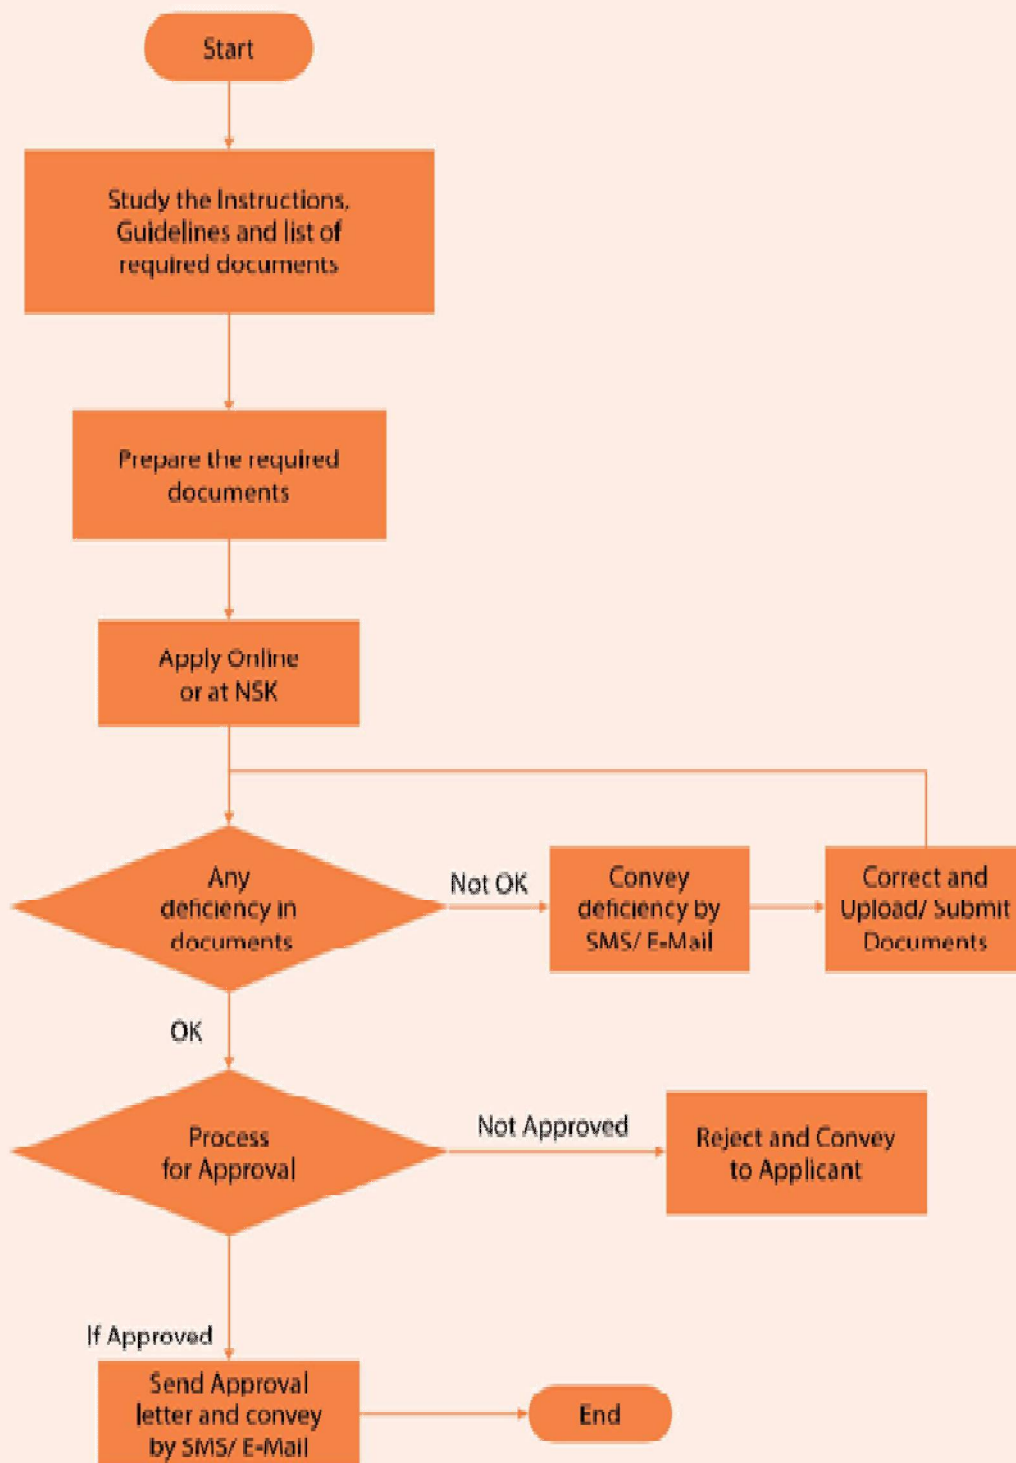 Start
Study the Instructions,
Guidelines and list of
required documents
Prepare the required
documents
Apply Online
or at NSK
Any
deficiency in
documents
Not OK
Convey
deficiency by
SMS/ E-Mail
Correct and
Upload/ Submit
Documents
OK
Process
for Approval
Not Approved
Reject and Convey
to Applicant
If Approved
Send Approval
letter and convey
by SMS/ E-Mail
End